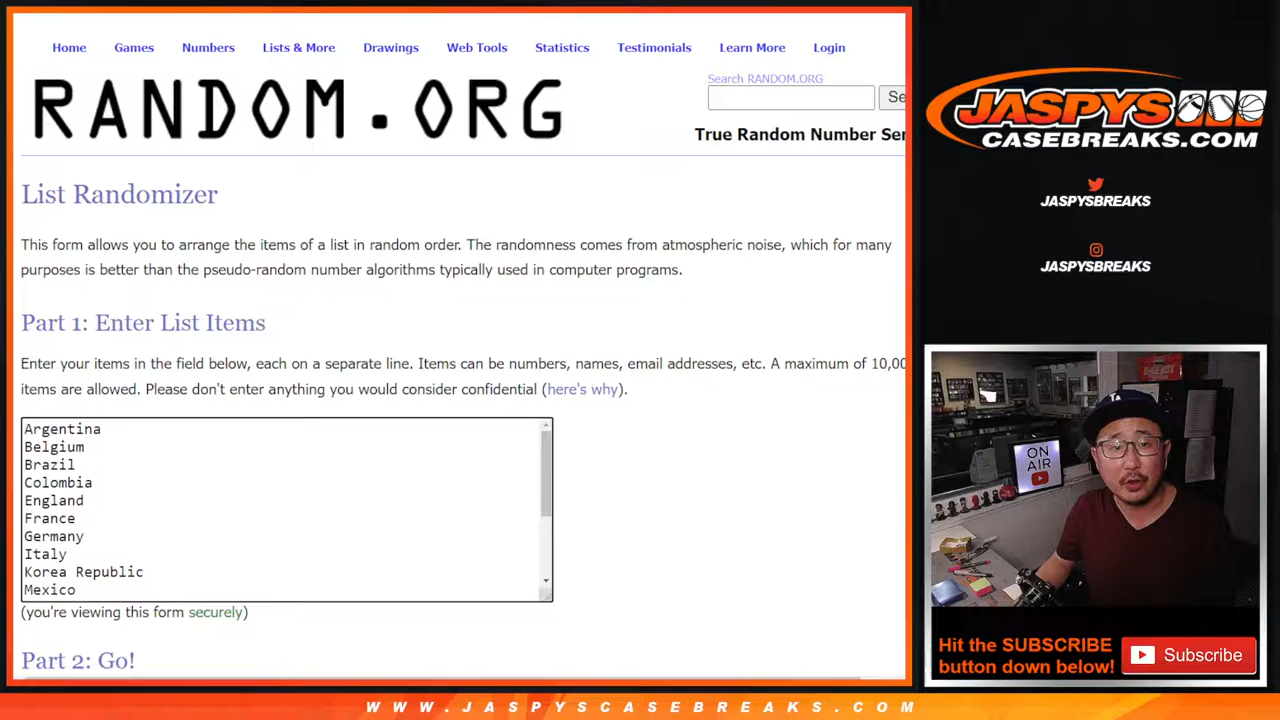 Home Games Numbers Lists & More Drawings Web Tools Statistics Testimonials Learn More Login
RANDOM.ORG
Search RANDOM.ORG
Se
True Random Number Ser
List Randomizer
This form allows you to arrange the items of a list in random order. The randomness comes from atmospheric noise, which for many
purposes is better than the pseudo-random number algorithms typically used in computer programs.
Part 1: Enter List Items
Enter your items in the field below, each on a separate line. Items can be numbers, names, email addresses, etc. A maximum of 10,00
items are allowed. Please don't enter anything you would consider confidential (here's why).
Argentina
Belgium
Brazil
Colombia
England
France
Germany
Italy
Korea Republic
Mexico
(you're viewing this form securely)
Part 2: Go!
JASPYS
CASEBREAKS.COM
JASPYSBREAKS
JASPYSBREAKS
SHOEBOX
ON
AIR
Hit the SUBSCRIBE
button down below!
Subscribe
WWW.JASPYSCASEBREAKS.COM